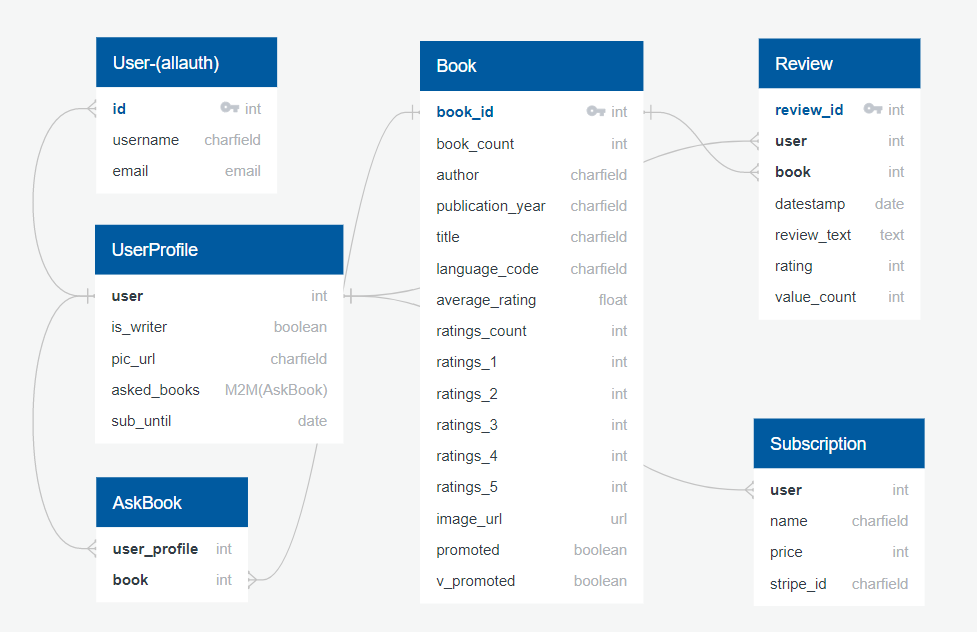 User-(allauth)
id int
username charfield
email email
UserProfile
user int
is_writer boolean
pic_url charfield
asked_books M2M(AskBook)
sub_until date
AskBook
user_profile int
book int
Book
book_id int
book_count int
author charfield
publication_year charfield
title charfield
language_code charfield
average_rating float
ratings_count int
ratings_1 int
ratings_2 int
ratings_3 int
ratings_4 int
ratings_5 int
image_url url
promoted boolean
v_promoted boolean
Review
review_id int
user int
book int
datestamp date
review_text text
rating int
value_count int
Subscription
user int
name charfield
price int
stripe_id charfield